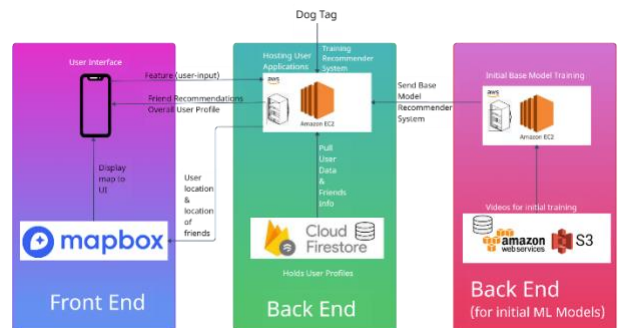 Dog Tag
User Interface
Hosting User
Applications
Training
Recommender
System
Initial Base Model Training
Feature (user-input)
aws
Amazon EC2
Friend Recommendations
Overall User Profile
Send Base
Model
Recommender
System
aws
Amazon EC2
Display
map to
UI
User
location
&
location
of
friends
Pull
User
Data
&
Friends
Info
Videos for initial training
mapbox
Cloud
Firestore
amazon
webservices
S3
Holds User Profiles
Front End
Back End
Back End
(for initial ML Models)